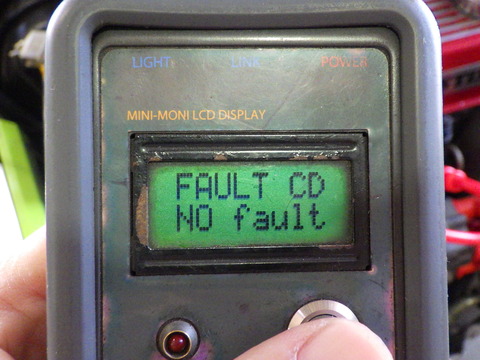 LIGHT LINK POWER
MINI-MONI LCD DISPLAY
FAULT CD
NO fault